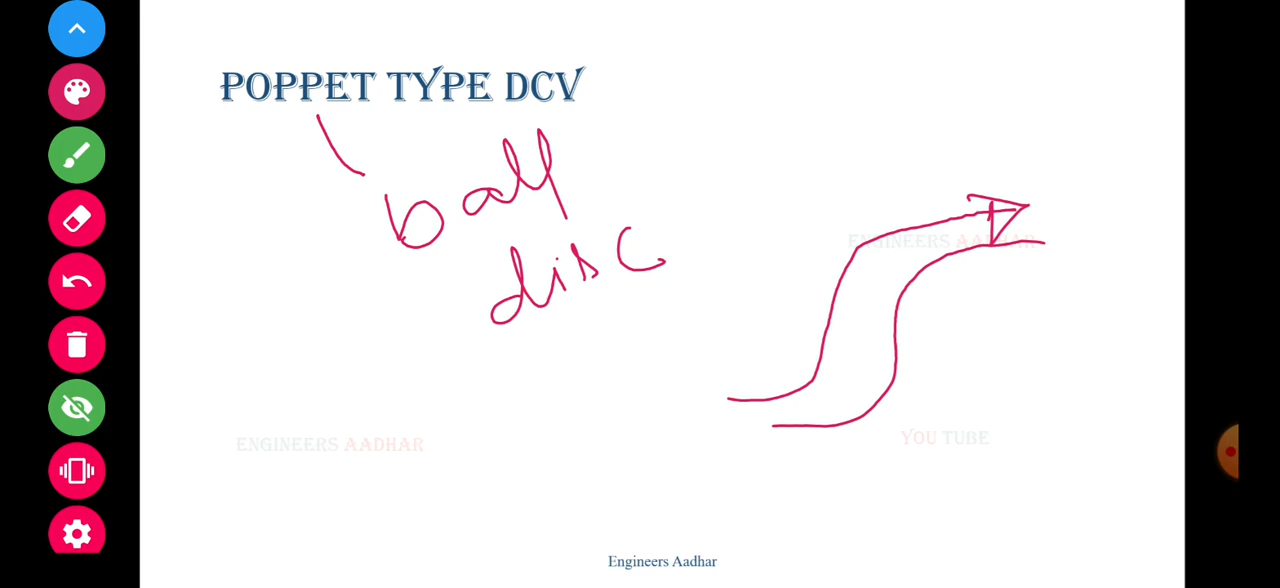 POPPET TYPE DCV
ball
disc
ENGINEERS AADHAR
ENGINEERS AADHAR
YOU TUBE
Engineers Aadhar